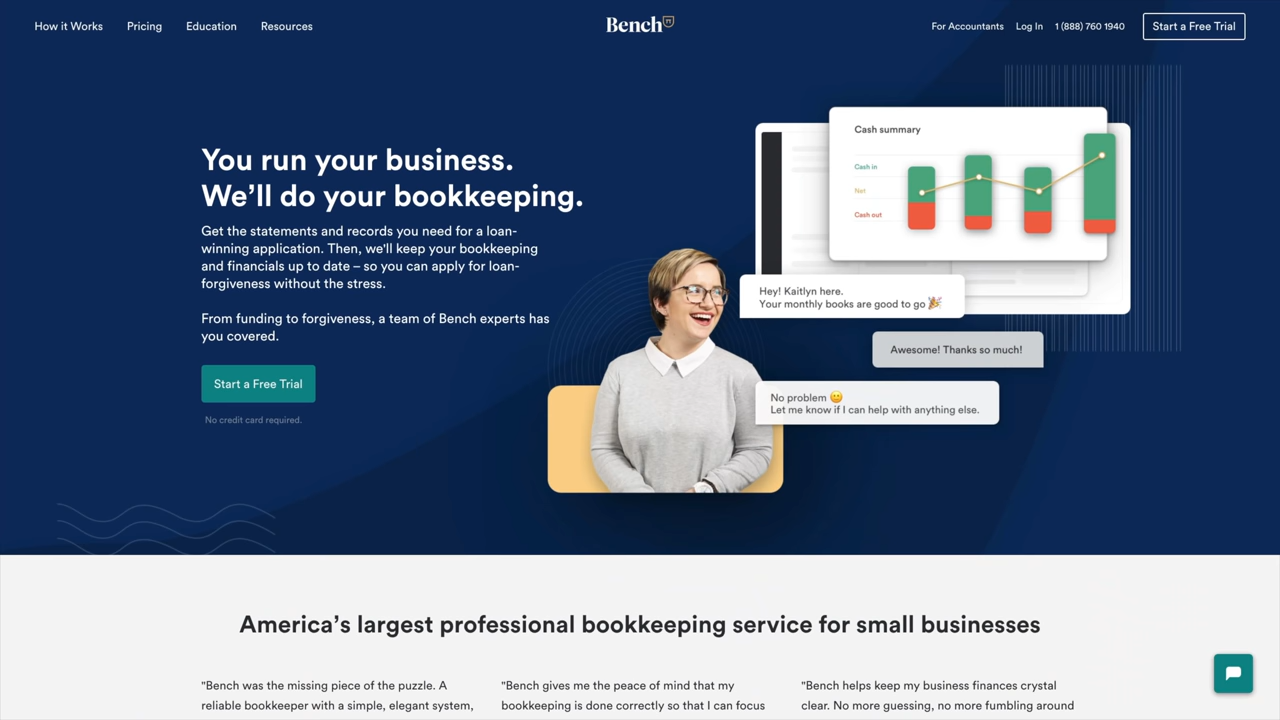 How it Works Pricing Education Resources
Bench
For Accountants Log In 1 (888) 760 1940 Start a Free Trial
You run your business.
We’ll do your bookkeeping.
Get the statements and records you need for a loan-
winning application. Then, we'll keep your bookkeeping
and financials up to date – so you can apply for loan-
forgiveness without the stress.
From funding to forgiveness, a team of Bench experts has
you covered.
Start a Free Trial
No credit card required.
Cash summary
Cash in
Net
Cash out
Hey! Kaitlyn here.
Your monthly books are good to go 🎉
Awesome! Thanks so much!
No problem 🙂
Let me know if I can help with anything else.
America’s largest professional bookkeeping service for small businesses
"Bench was the missing piece of the puzzle. A
reliable bookkeeper with a simple, elegant system,
"Bench gives me the peace of mind that my
bookkeeping is done correctly so that I can focus
"Bench helps keep my business finances crystal
clear. No more guessing, no more fumbling around